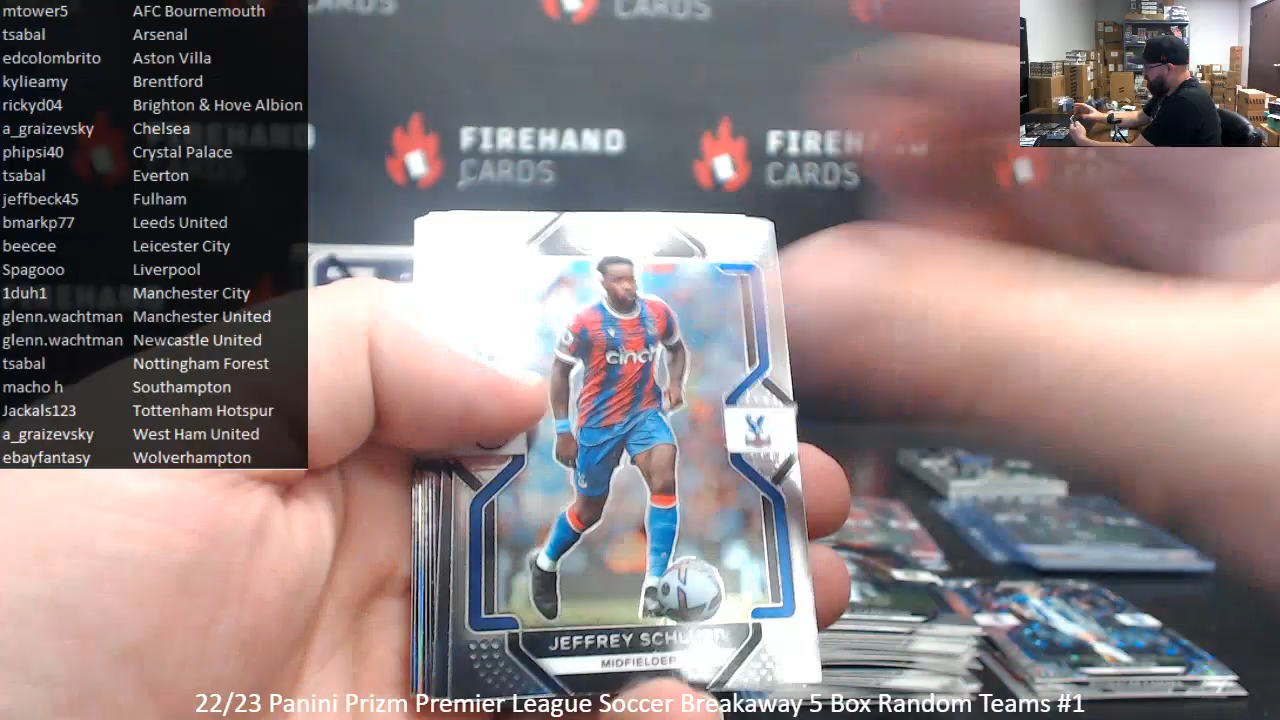 mtower5 AFC Bournemouth
tsabal Arsenal
edcolombrito Aston Villa
kylieamy Brentford
rickyd04 Brighton & Hove Albion
a_graizevsky Chelsea
phipsi40 Crystal Palace
tsabal Everton
jeffbeck45 Fulham
bmarkp77 Leeds United
beecee Leicester City
Spagooo Liverpool
1duh1 Manchester City
glenn.wachtman Manchester United
glenn.wachtman Newcastle United
tsabal Nottingham Forest
macho h Southampton
Jackals123 Tottenham Hotspur
a_graizevsky West Ham United
ebayfantasy Wolverhampton
CARDS
FIREHAND
CARDS
CARDS
cinch
JEFFREY
MIDFIELDER
22/23 Panini Prizm Premier League Soccer Breakaway 5 Box Random Teams #1